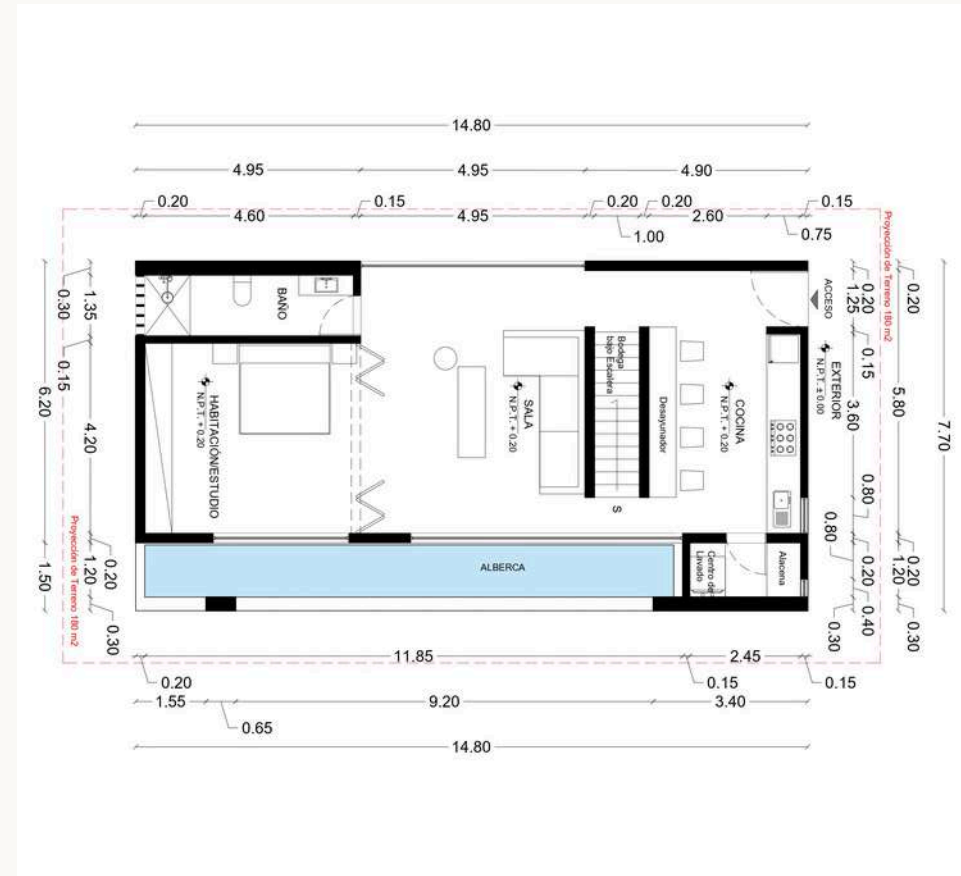 14.80
4.95
4.95
4.90
0.20
4.60
0.15
4.95
0.20
1.00
0.20
2.60
0.75
0.15
Proyección de Terreno 180 m2
6.20
1.50
0.30
1.35
0.15
4.20
0.20
1.20
0.30
Proyección de Terreno 180 m2
BAÑO
HABITACIÓN/ESTUDIO
N.P.T. + 0.20
SALA
N.P.T. + 0.20
Bodega
bajo Escalera
S
Desayunador
COCINA
N.P.T. + 0.20
ACCESO
EXTERIOR
N.P.T. ± 0.00
ALBERCA
Centro de
Lavado
Alacena
0.20
1.25
0.15
3.60
0.80
0.80
0.20
0.40
0.30
0.20
5.80
0.20
1.20
0.30
7.70
0.20
11.85
0.15
2.45
0.15
1.55
0.65
9.20
3.40
14.80